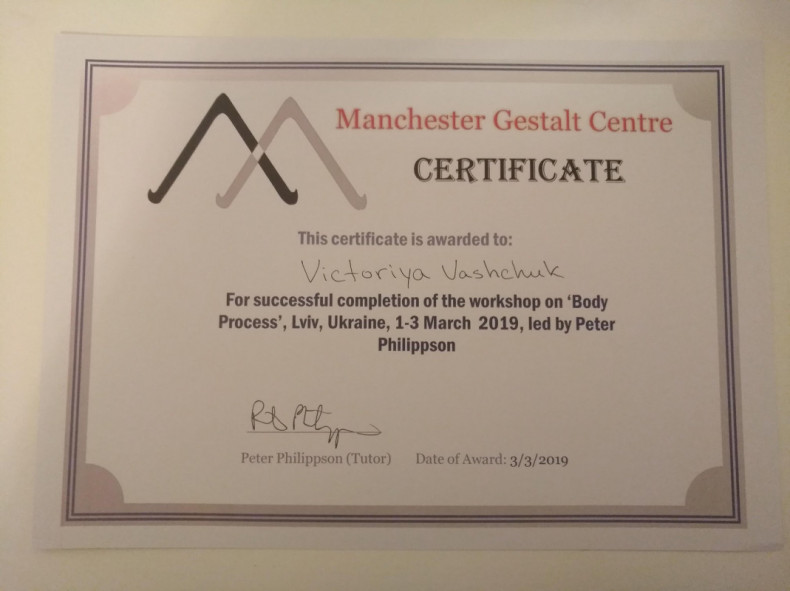 Manchester Gestalt Centre
CERTIFICATE
This certificate is awarded to:
Victoriya Vashchuk
For successful completion of the workshop on ‘Body
Process’, Lviv, Ukraine, 1-3 March 2019, led by Peter
Philippson
Peter Philippson (Tutor) Date of Award: 3/3/2019